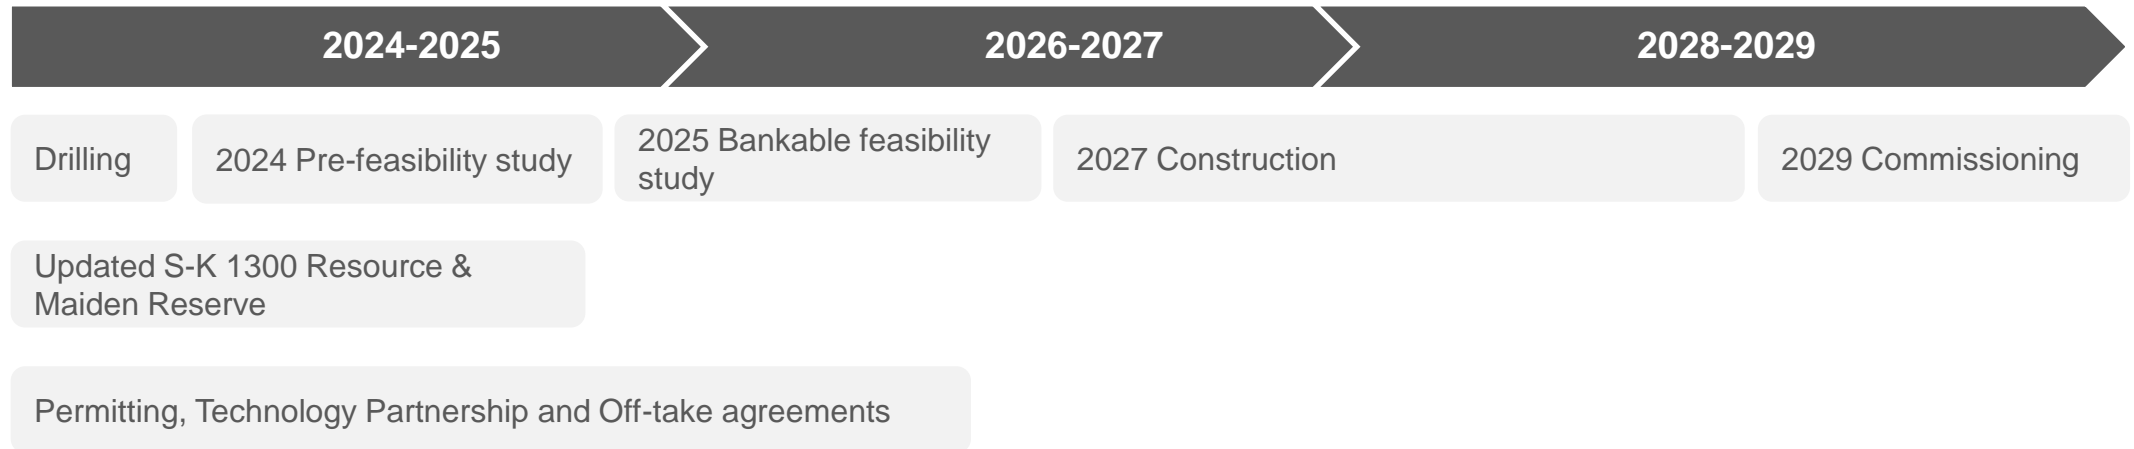 2024-2025
2026-2027
2028-2029
Drilling
2024 Pre-feasibility study
2025 Bankable feasibility
study
2027 Construction
2029 Commissioning
Updated S-K 1300 Resource &
Maiden Reserve
Permitting, Technology Partnership and Off-take agreements